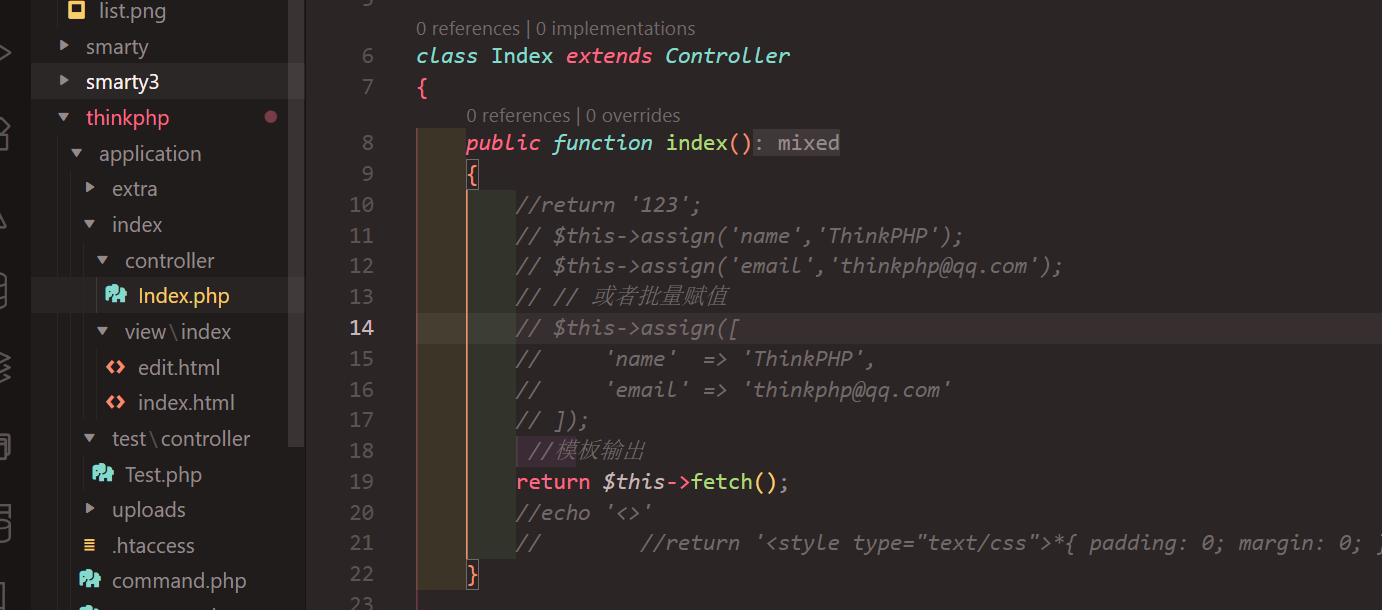 list.png
smarty
smarty3
thinkphp
application
extra
index
controller
Index.php
view\index
edit.html
index.html
test\controller
Test.php
uploads
.htaccess
command.php
0 references | 0 implementations
6 class Index extends Controller
7 {
0 references | 0 overrides
8 public function index(): mixed
9 {
10 //return '123';
11 // $this->assign('name','ThinkPHP');
12 // $this->assign('email','thinkphp@qq.com');
13 // // 或者批量赋值
14 // $this->assign([
15 //     'name'  => 'ThinkPHP',
16 //     'email' => 'thinkphp@qq.com'
17 // ]);
18 //模板输出
19 return $this->fetch();
20 //echo '<>'
21 //        //return '<style type="text/css">*{ padding: 0; margin: 0; }
22 }
23